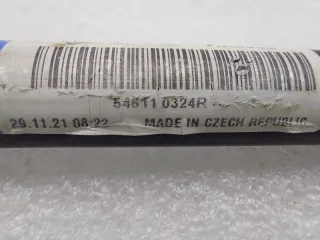 54611 0324R
29.11.21 08:22 MADE IN CZECH REPUBLIC